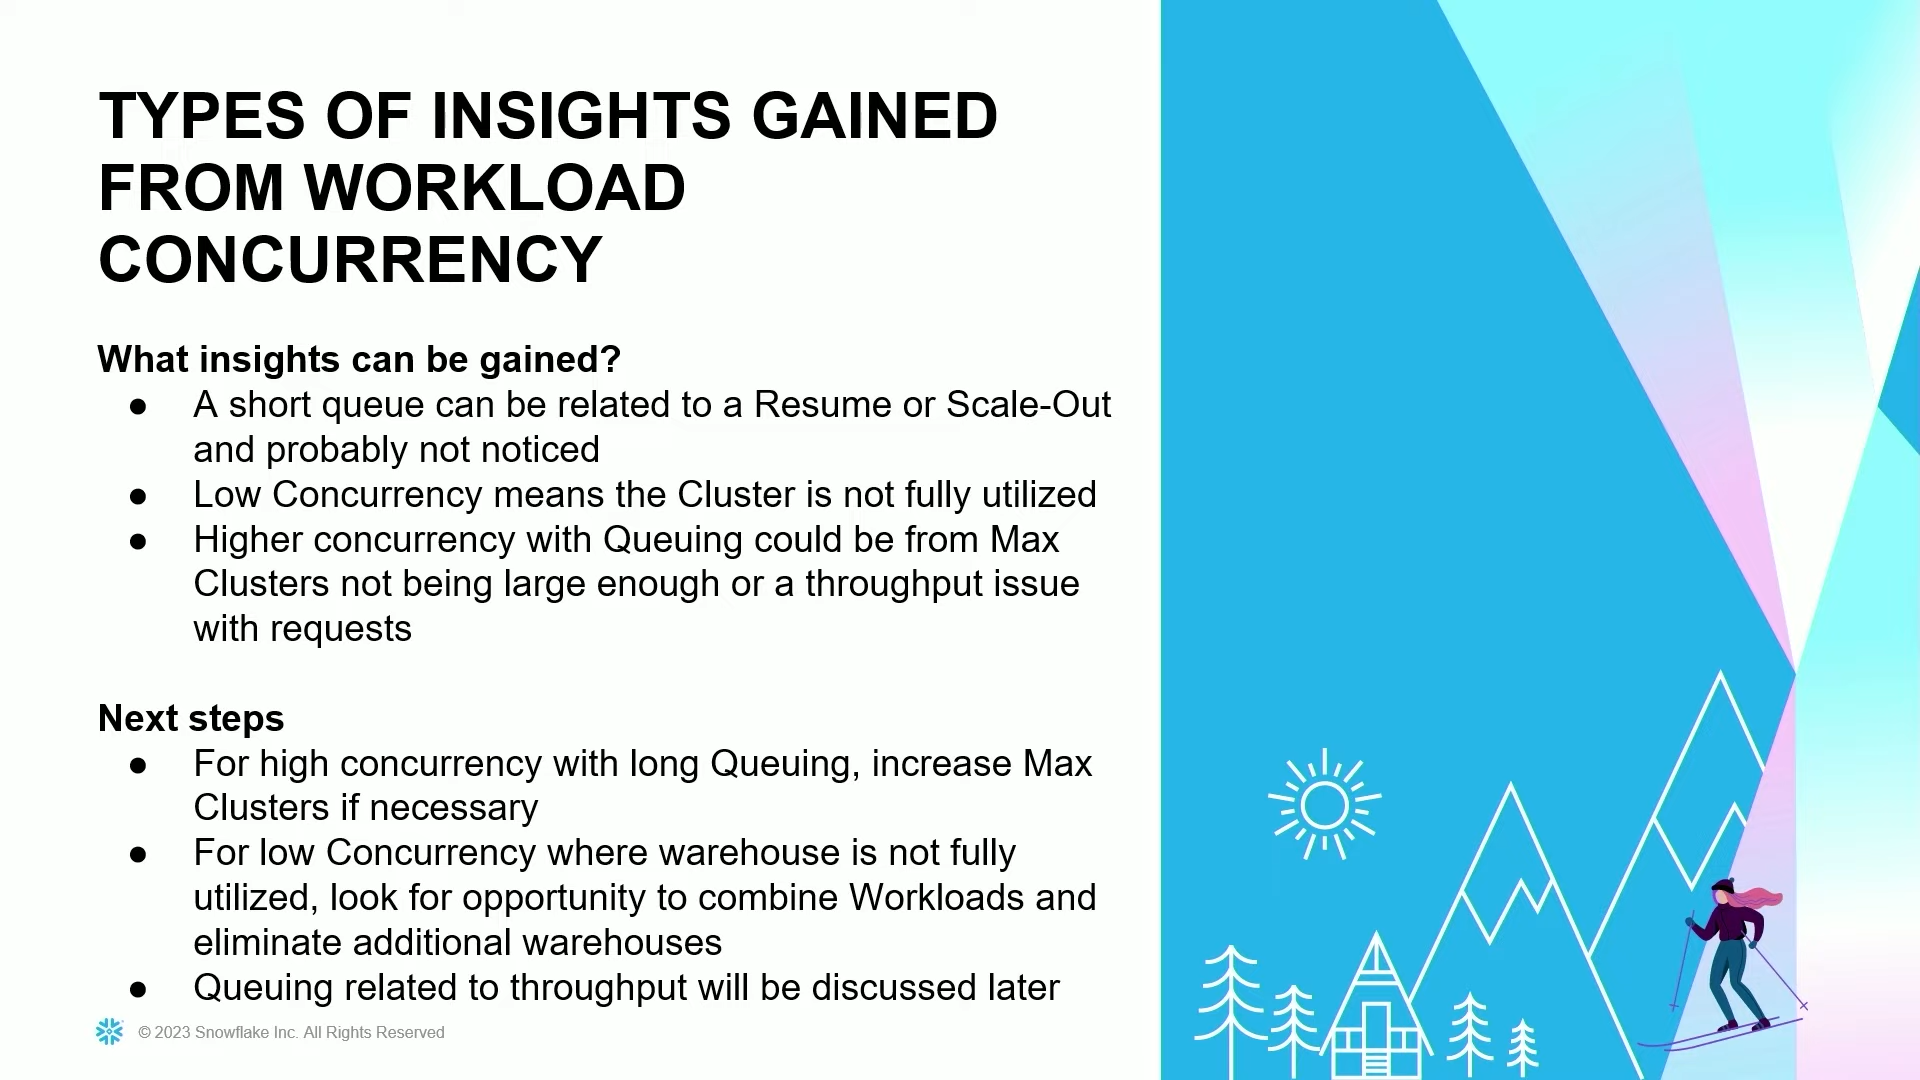 TYPES OF INSIGHTS GAINED
FROM WORKLOAD
CONCURRENCY
What insights can be gained?
● A short queue can be related to a Resume or Scale-Out
and probably not noticed
● Low Concurrency means the Cluster is not fully utilized
● Higher concurrency with Queuing could be from Max
Clusters not being large enough or a throughput issue
with requests
Next steps
● For high concurrency with long Queuing, increase Max
Clusters if necessary
● For low Concurrency where warehouse is not fully
utilized, look for opportunity to combine Workloads and
eliminate additional warehouses
● Queuing related to throughput will be discussed later
© 2023 Snowflake Inc. All Rights Reserved